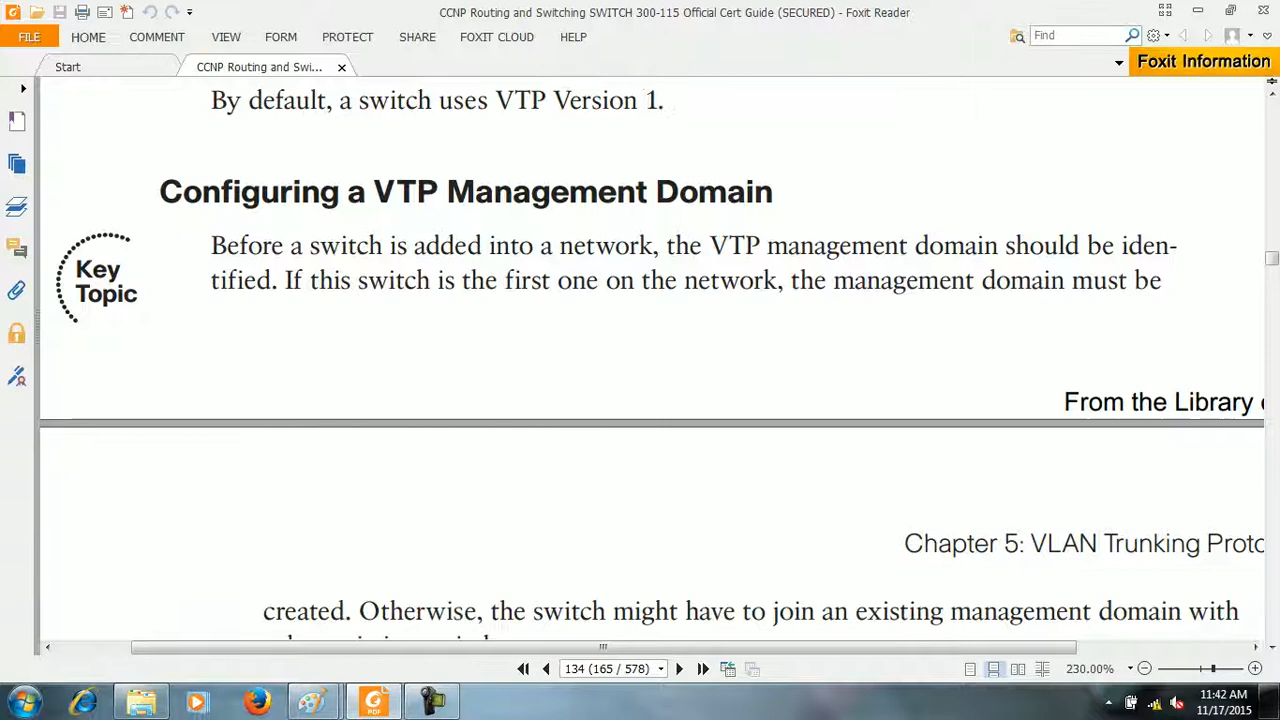 CCNP Routing and Switching SWITCH 300-115 Official Cert Guide (SECURED) - Foxit Reader
FILE HOME COMMENT VIEW FORM PROTECT SHARE FOXIT CLOUD HELP Find
Start CCNP Routing and Swi... Foxit Information
By default, a switch uses VTP Version 1.
Configuring a VTP Management Domain
Key
Topic
Before a switch is added into a network, the VTP management domain should be iden-
tified. If this switch is the first one on the network, the management domain must be
From the Library
Chapter 5: VLAN Trunking Proto
created. Otherwise, the switch might have to join an existing management domain with
134 (165 / 578) 230.00%
PDF
11:42 AM
11/17/2015